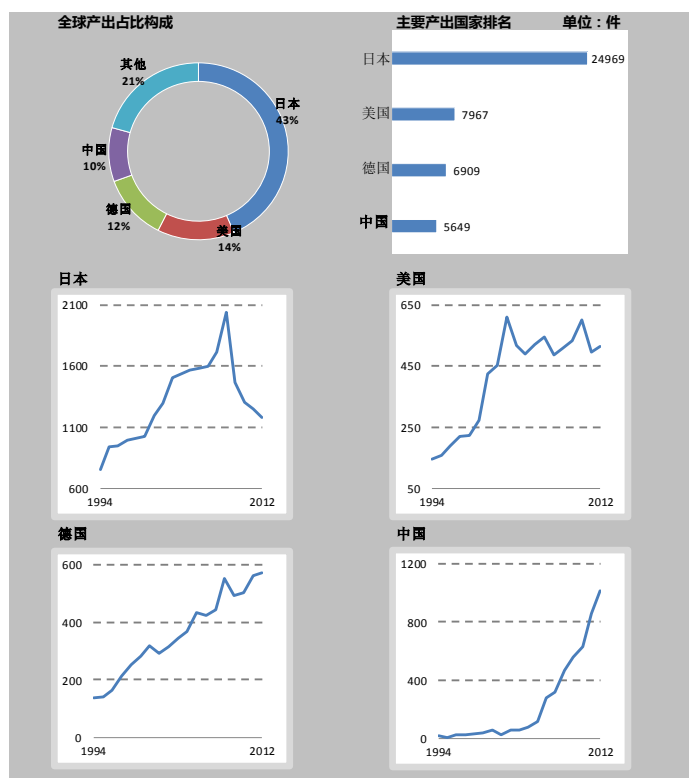 全球产出占比构成
主要产出国家排名 单位：件
其他
21%
日本
43%
中国
10%
德国
12%
美国
14%
日本
24969
美国
7967
德国
6909
中国
5649
日本
2100
1600
1100
600
1994 2012
美国
650
450
250
50
1994 2012
德国
600
400
200
0
1994 2012
中国
1200
800
400
0
1994 2012